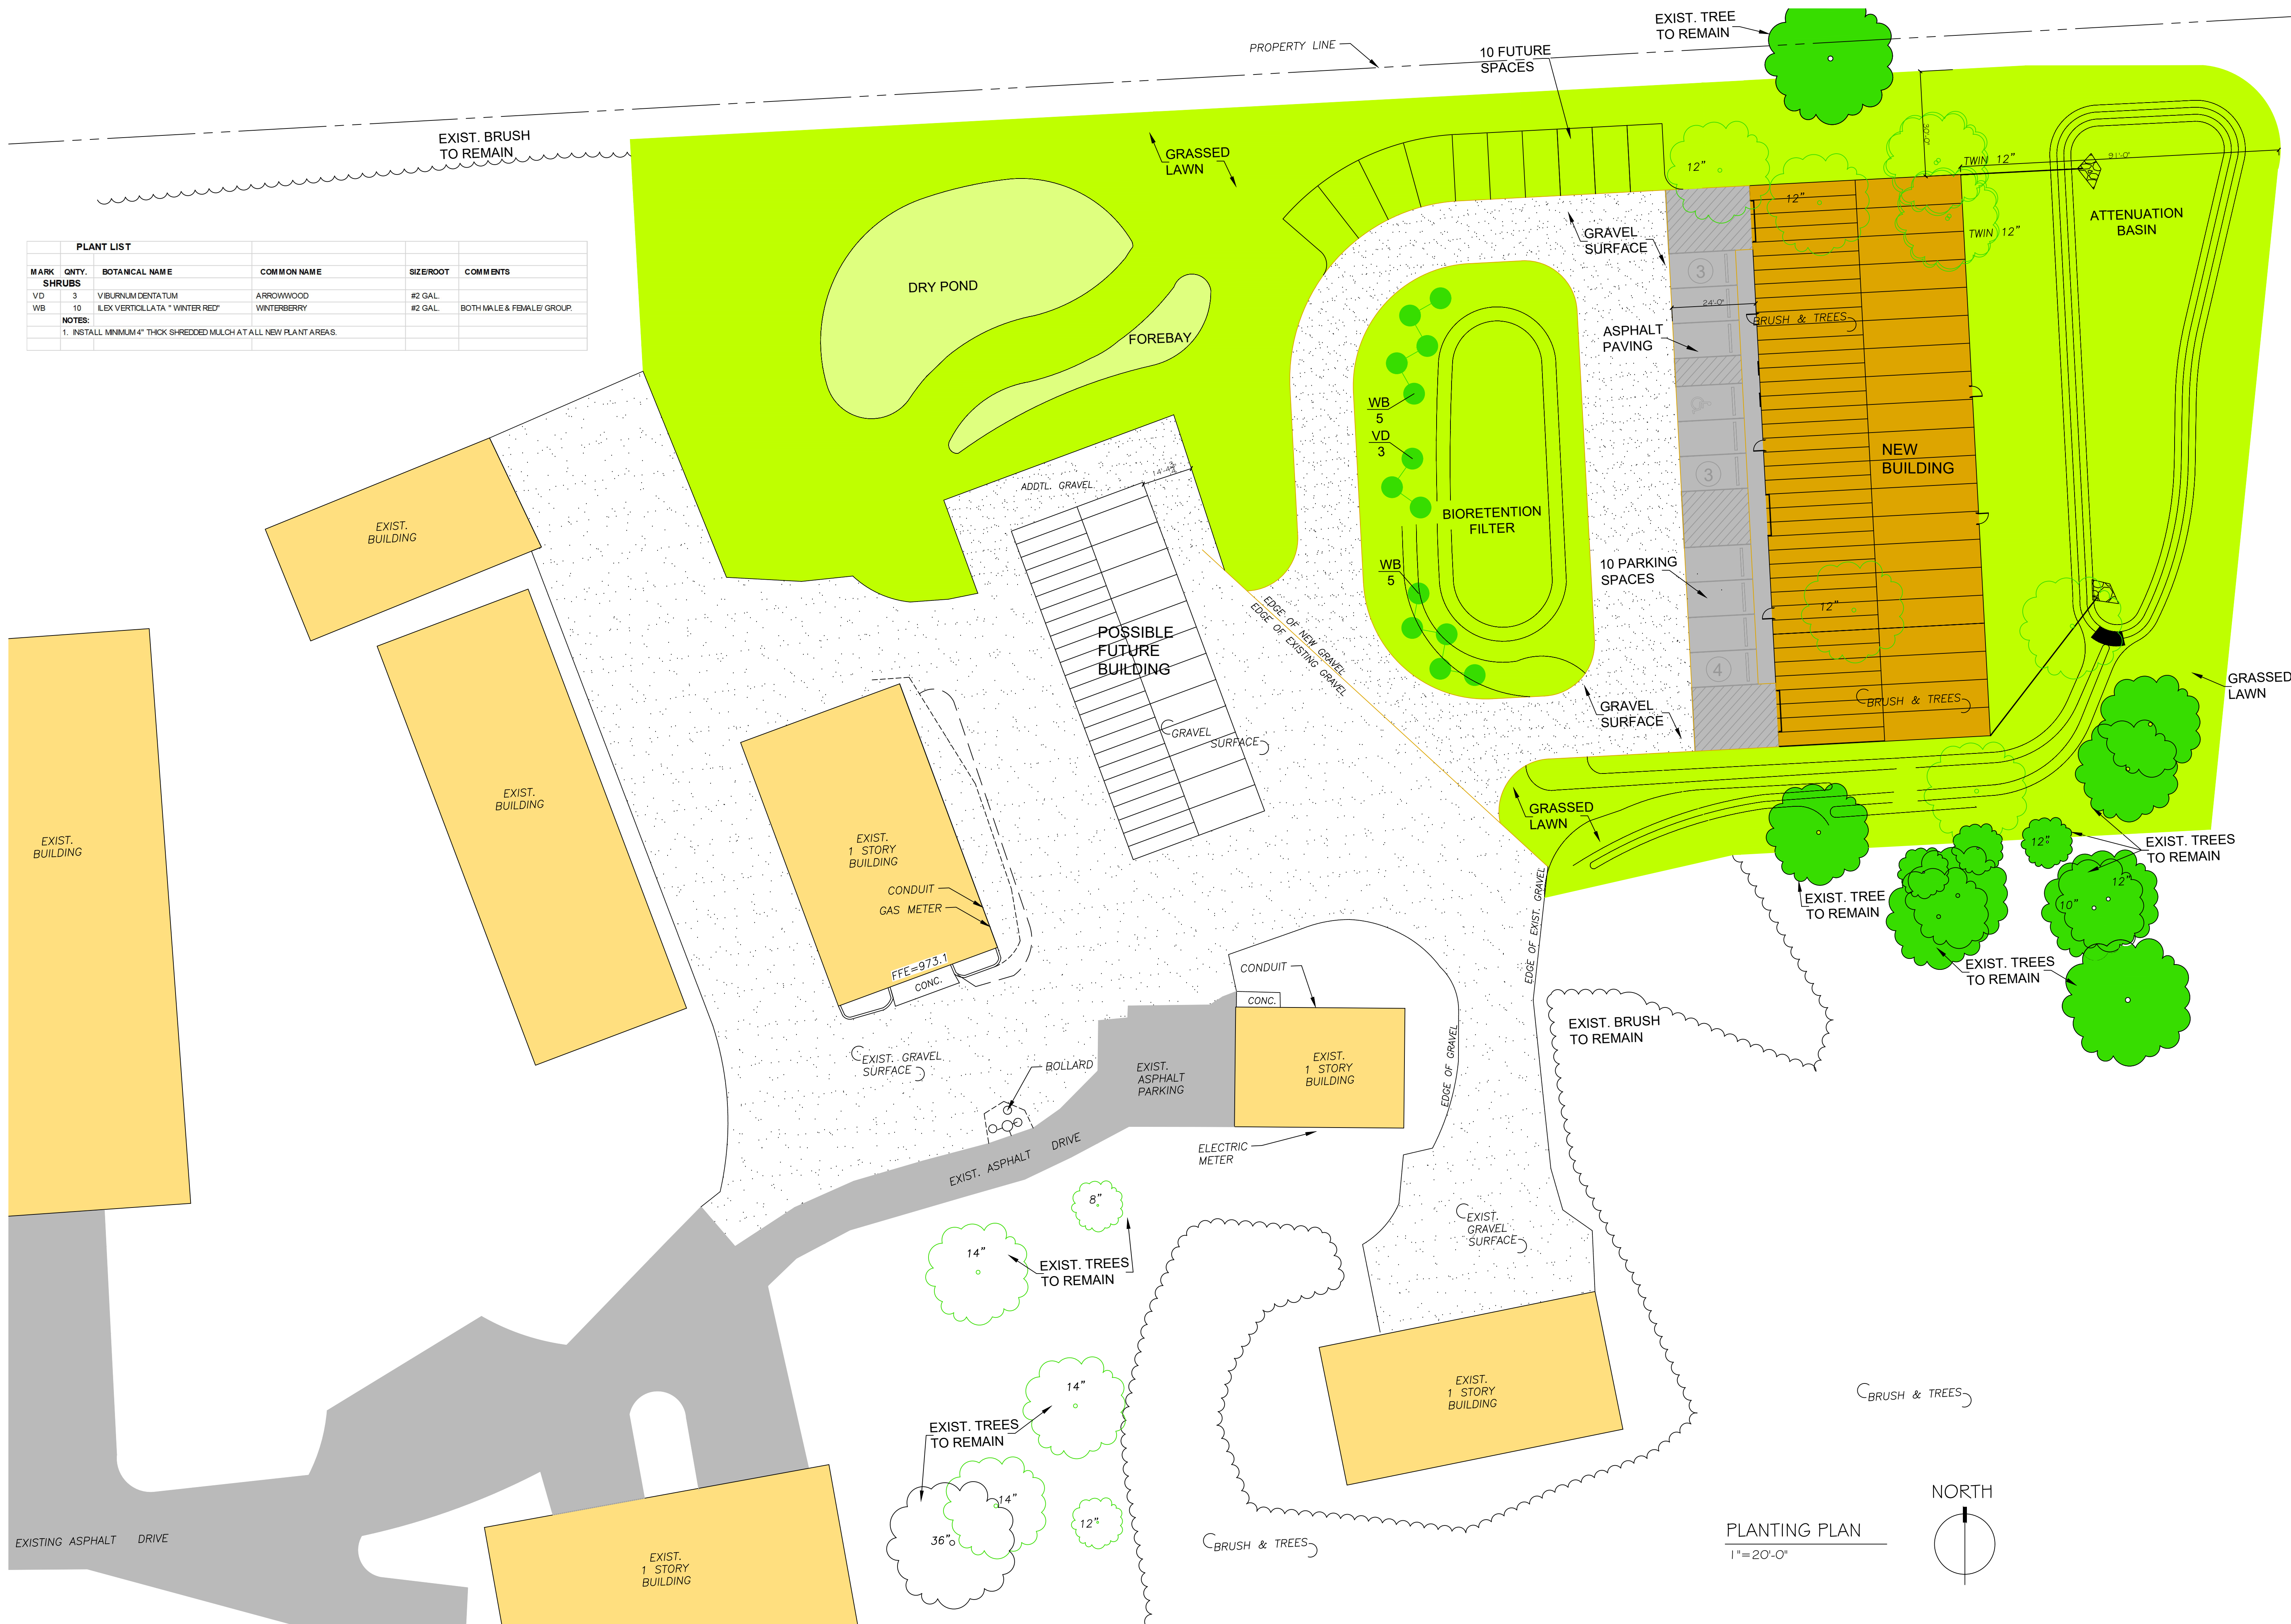 EXIST. TREE
TO REMAIN
PROPERTY LINE
10 FUTURE
SPACES
EXIST. BRUSH
TO REMAIN
GRASSED
LAWN
30'-0"
12"
TWIN 12"
91'-0"
12"
TWIN 12"
ATTENUATION
BASIN
PLANT LIST
MARK QNTY. BOTANICAL NAME COMMON NAME SIZE/ROOT COMMENTS
SHRUBS
VD 3 VIBURNUM DENTATUM ARROWWOOD #2 GAL.
WB 10 ILEX VERTICILLATA " WINTER RED" WINTERBERRY #2 GAL. BOTH MALE & FEMALE/ GROUP.
NOTES:
1. INSTALL MINIMUM 4" THICK SHREDDED MULCH AT ALL NEW PLANT AREAS.
GRAVEL
SURFACE
DRY POND
FOREBAY
3
24'-0"
BRUSH & TREES
ASPHALT
PAVING
WB
5
VD
3
3
NEW
BUILDING
ADDTL. GRAVEL
BIORETENTION
FILTER
EXIST.
BUILDING
WB
5
10 PARKING
SPACES
12"
EDGE OF NEW GRAVEL
EDGE OF EXISTING GRAVEL
POSSIBLE
FUTURE
BUILDING
4
GRASSED
LAWN
BRUSH & TREES
GRAVEL
SURFACE
GRAVEL
SURFACE
EXIST.
BUILDING
EXIST.
BUILDING
EXIST.
1 STORY
BUILDING
GRASSED
LAWN
12"
EXIST. TREES
TO REMAIN
CONDUIT
GAS METER
12"
10"
EXIST. TREE
TO REMAIN
EDGE OF EXIST. GRAVEL
FFE=973.1
CONC.
CONDUIT
CONC.
EXIST. TREES
TO REMAIN
EXIST. BRUSH
TO REMAIN
EXIST. GRAVEL
SURFACE
BOLLARD
EXIST.
ASPHALT
PARKING
EXIST.
1 STORY
BUILDING
EDGE OF GRAVEL
EXIST. ASPHALT DRIVE
ELECTRIC
METER
8"
14"
EXIST. TREES
TO REMAIN
EXIST.
GRAVEL
SURFACE
14"
EXIST.
1 STORY
BUILDING
BRUSH & TREES
EXIST. TREES
TO REMAIN
14"
36"
12"
NORTH
EXISTING ASPHALT DRIVE
BRUSH & TREES
PLANTING PLAN
1"=20'-0"
EXIST.
1 STORY
BUILDING